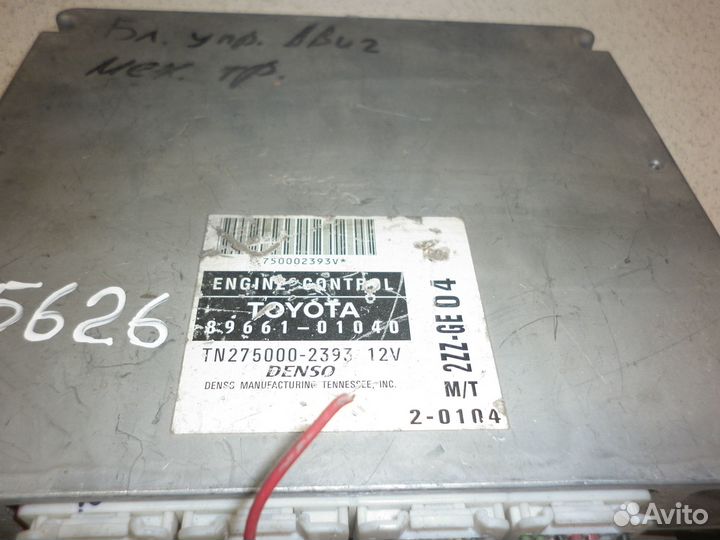 Бл. упр. двиг
мех. тр.
5626
750002393V*
ENGINE CONTROL
TOYOTA
89661-01040
TN275000-2393 12V
DENSO
DENSO MANUFACTURING TENNESSEE, INC.
2ZZ-GE 04
M/T
2-0104
Avito